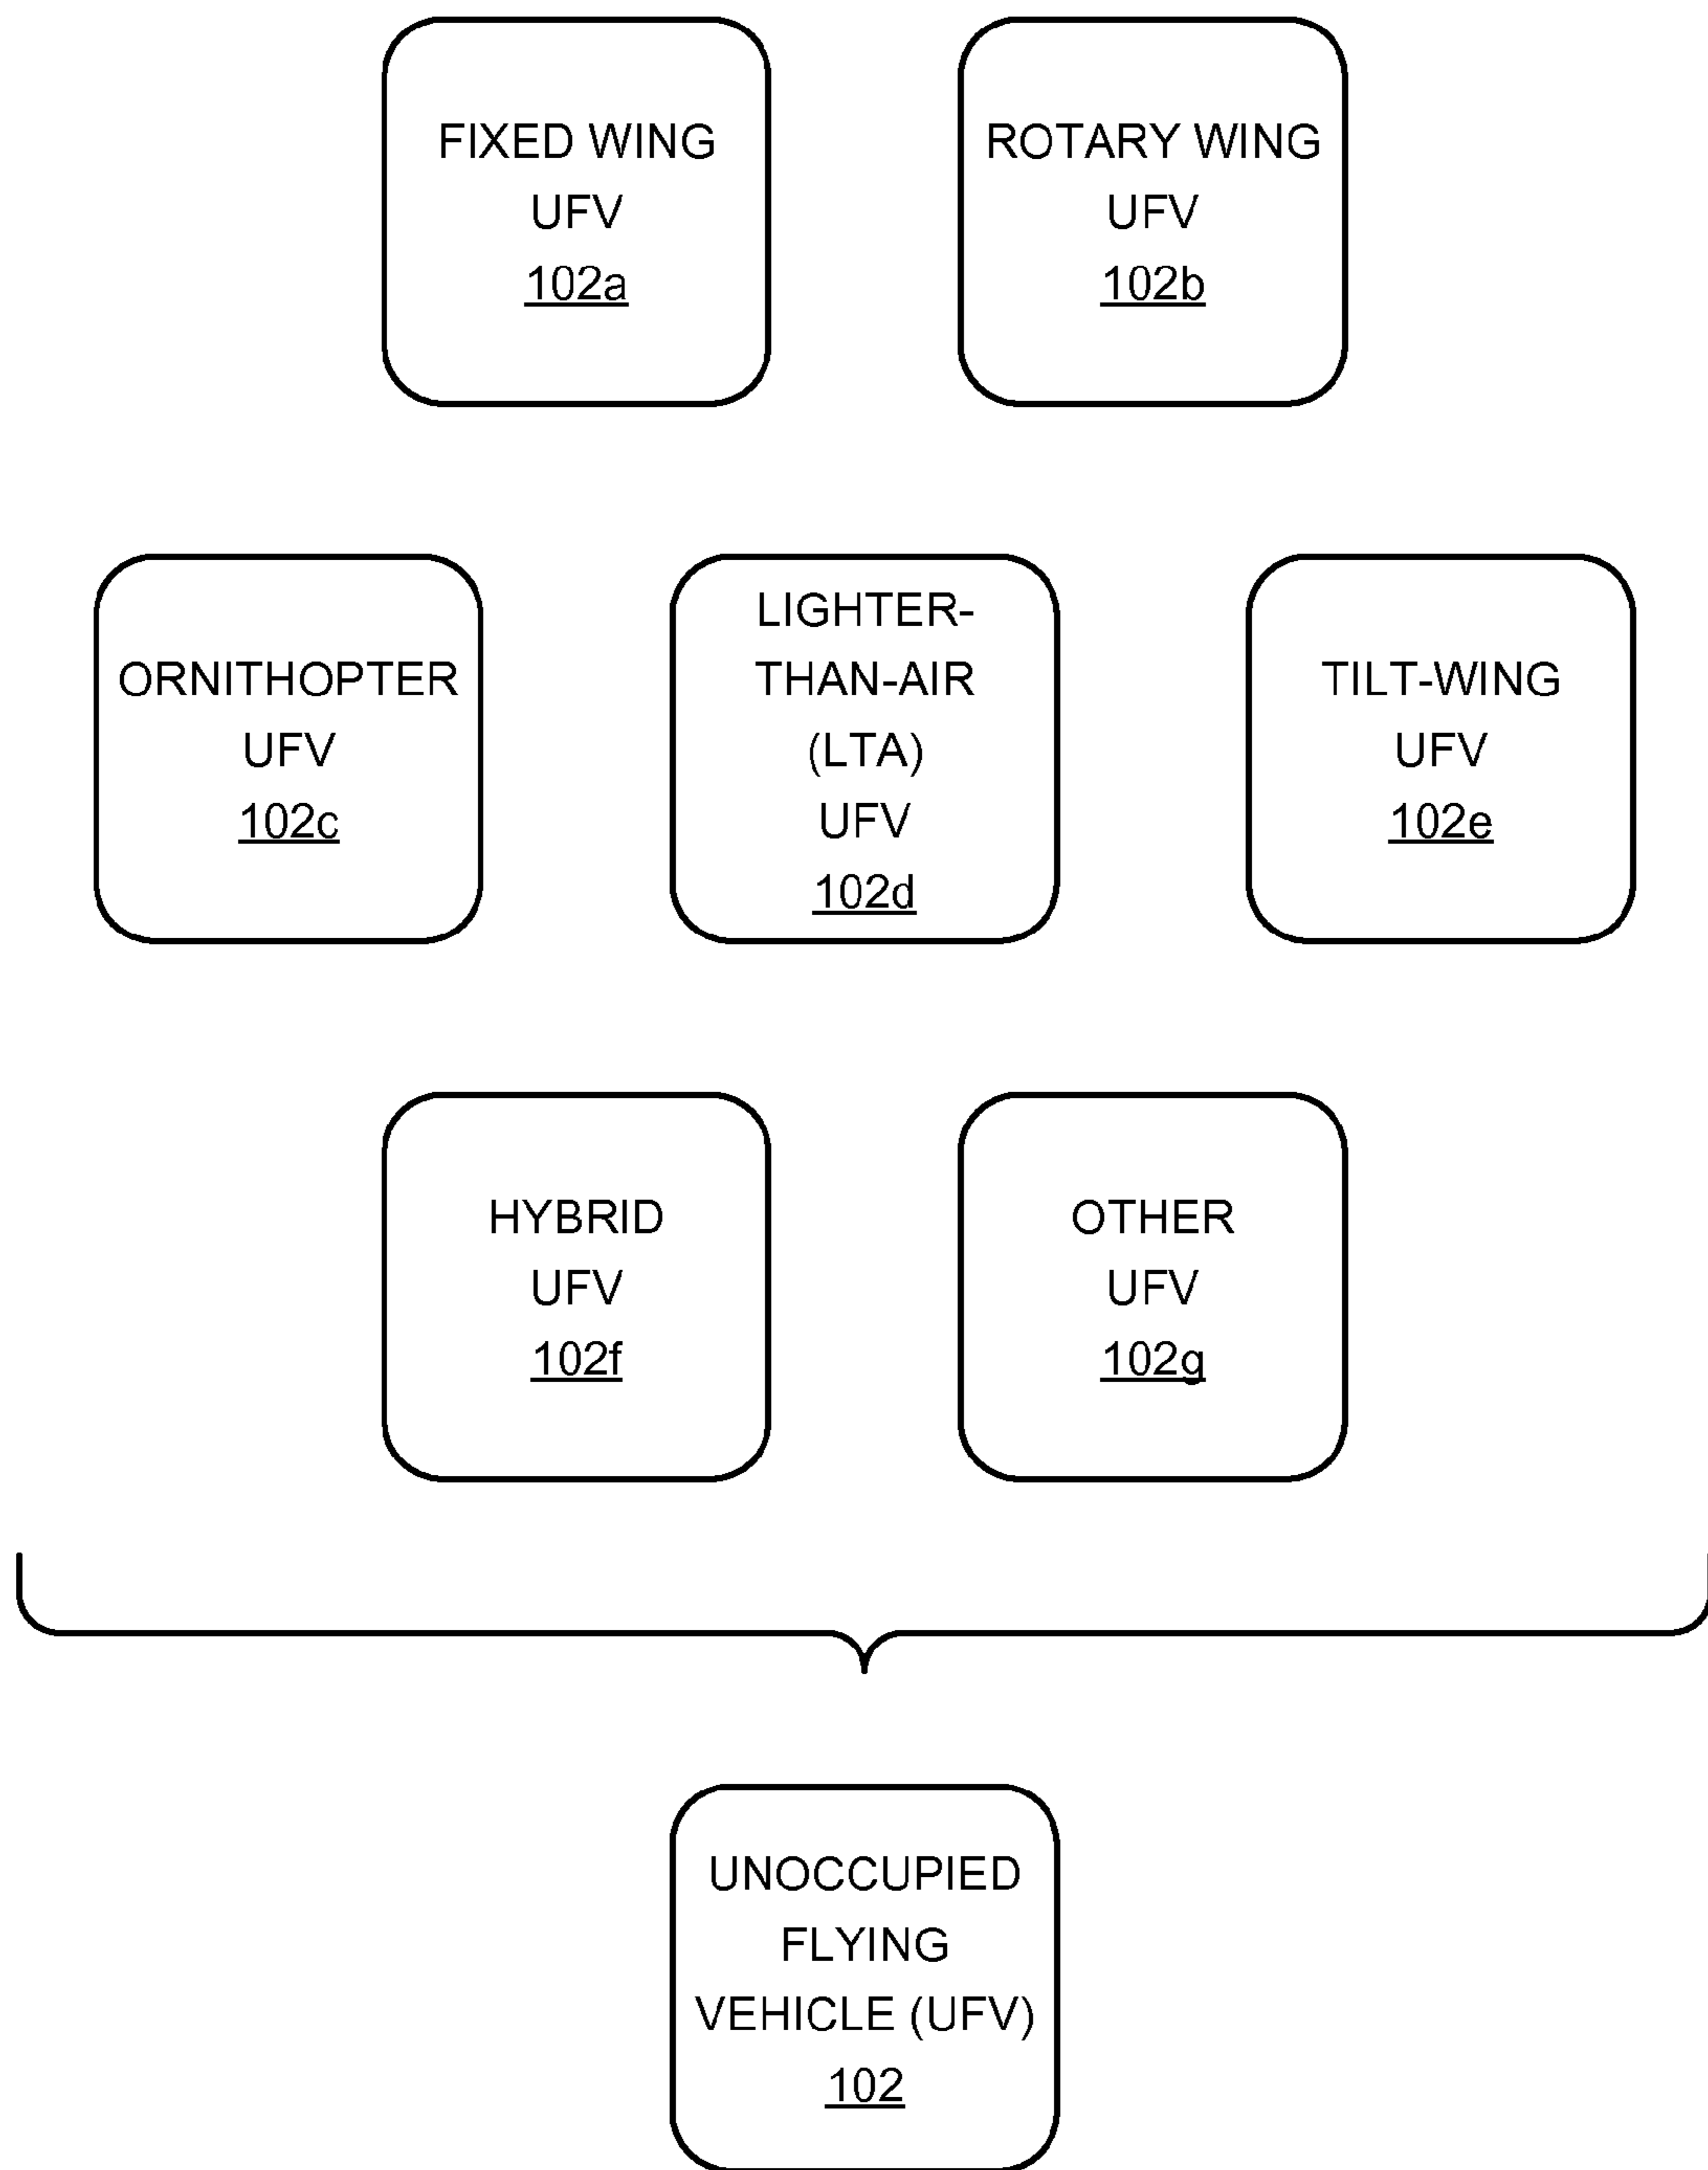 FIXED WING
UFV
102a
ROTARY WING
UFV
102b
ORNITHOPTER
UFV
102c
LIGHTER-
THAN-AIR
(LTA)
UFV
102d
TILT-WING
UFV
102e
HYBRID
UFV
102f
OTHER
UFV
102g
UNOCCUPIED
FLYING
VEHICLE (UFV)
102